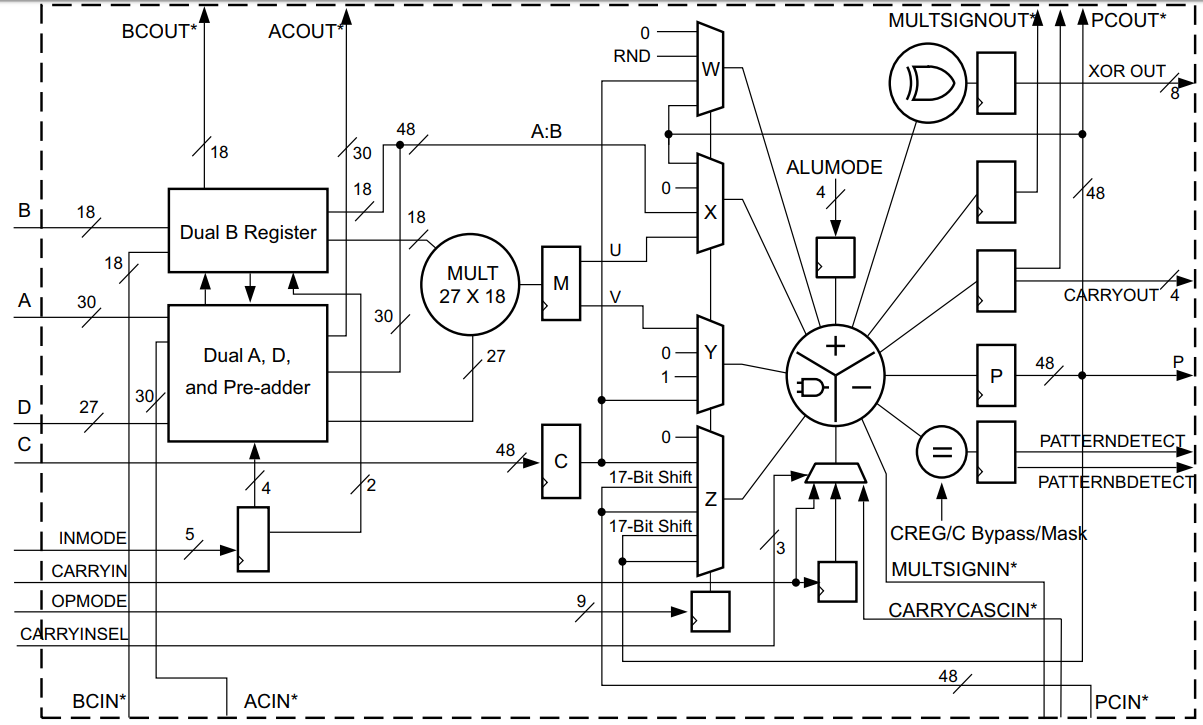 BCOUT*
ACOUT*
MULTSIGNOUT*
PCOUT*
0
RND
W
XOR OUT
8
48
A:B
18
30
18
ALUMODE
4
0
X
48
B
18
18
Dual B Register
U
MULT
27 X 18
M
18
A
30
V
CARRYOUT
4
30
Dual A, D,
and Pre-adder
27
0
Y
1
P
48
P
30
D
27
C
48
C
0
17-Bit Shift
Z
17-Bit Shift
PATTERNDETECT
PATTERNBDETECT
4
2
INMODE
5
3
CREG/C Bypass/Mask
CARRYIN
MULTSIGNIN*
OPMODE
9
CARRYCASCIN*
CARRYINSEL
48
BCIN*
ACIN*
PCIN*